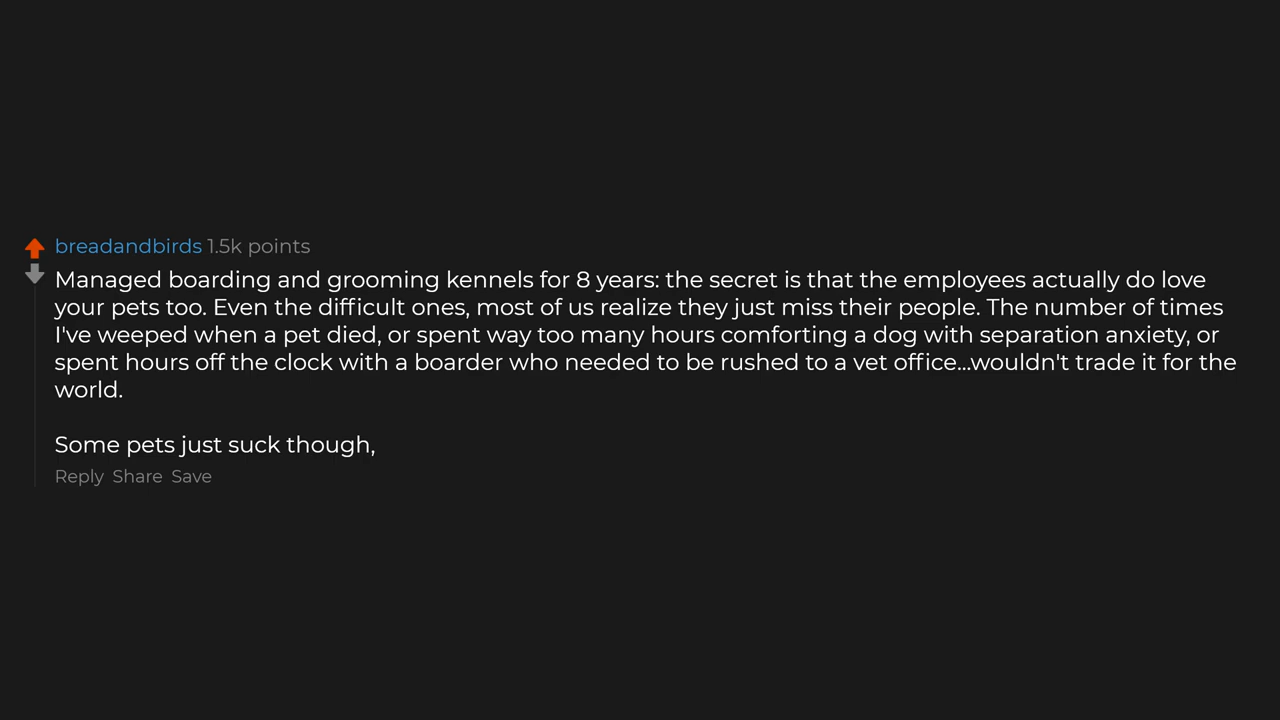 breadandbirds 1.5k points
Managed boarding and grooming kennels for 8 years: the secret is that the employees actually do love
your pets too. Even the difficult ones, most of us realize they just miss their people. The number of times
I've weeped when a pet died, or spent way too many hours comforting a dog with separation anxiety, or
spent hours off the clock with a boarder who needed to be rushed to a vet office...wouldn't trade it for the
world.
Some pets just suck though,
Reply Share Save